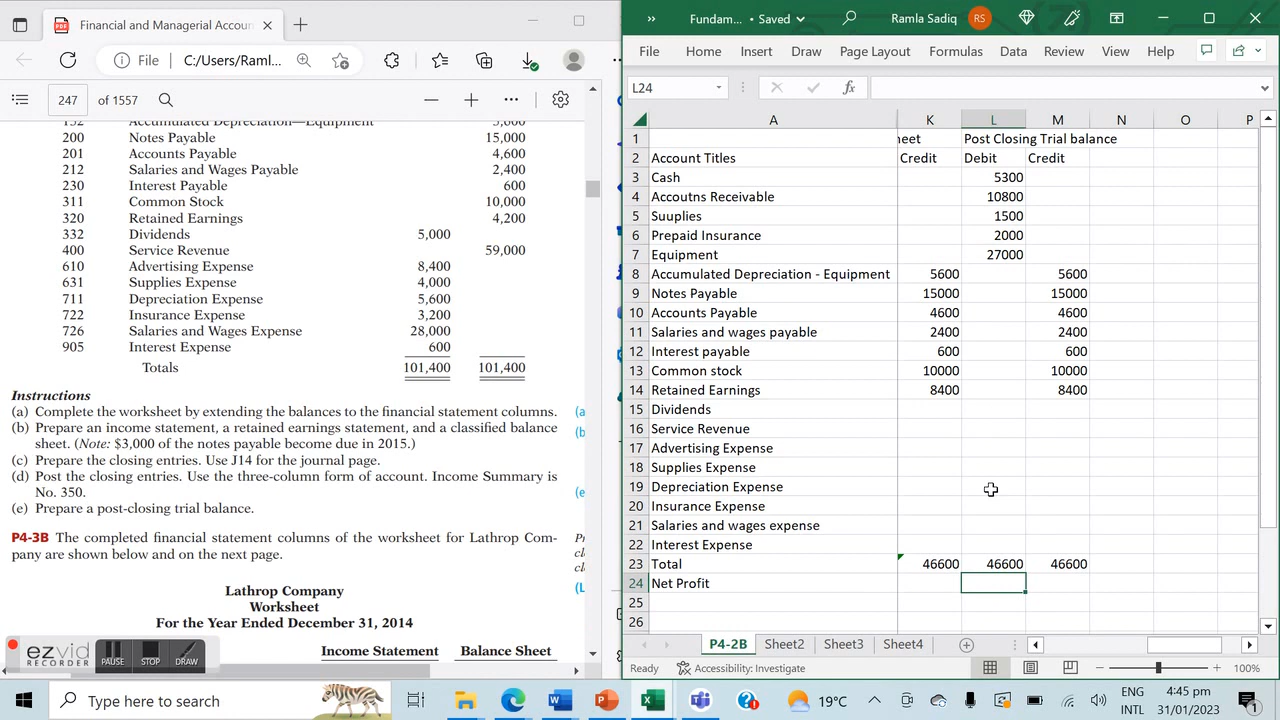 Financial and Managerial Accour
File C:/Users/Raml...
247 of 1557
152 Accumulated Depreciation—Equipment 5,600
200 Notes Payable 15,000
201 Accounts Payable 4,600
212 Salaries and Wages Payable 2,400
230 Interest Payable 600
311 Common Stock 10,000
320 Retained Earnings 4,200
332 Dividends 5,000
400 Service Revenue 59,000
610 Advertising Expense 8,400
631 Supplies Expense 4,000
711 Depreciation Expense 5,600
722 Insurance Expense 3,200
726 Salaries and Wages Expense 28,000
905 Interest Expense 600
Totals 101,400 101,400
Instructions
(a) Complete the worksheet by extending the balances to the financial statement columns. (a
(b) Prepare an income statement, a retained earnings statement, and a classified balance (b
sheet. (Note: $3,000 of the notes payable become due in 2015.)
(c) Prepare the closing entries. Use J14 for the journal page.
(d) Post the closing entries. Use the three-column form of account. Income Summary is (e
No. 350.
(e) Prepare a post-closing trial balance.
P4-3B The completed financial statement columns of the worksheet for Lathrop Com-
pany are shown below and on the next page.
Lathrop Company
Worksheet
For the Year Ended December 31, 2014
Income Statement Balance Sheet
ezvid
RECORDER
PAUSE STOP DRAW
Fundam... • Saved Ramla Sadiq RS
File Home Insert Draw Page Layout Formulas Data Review View Help
L24 fx
A K L M N O P
1 heet Post Closing Trial balance
2 Account Titles Credit Debit Credit
3 Cash 5300
4 Accoutns Receivable 10800
5 Suuplies 1500
6 Prepaid Insurance 2000
7 Equipment 27000
8 Accumulated Depreciation - Equipment 5600 5600
9 Notes Payable 15000 15000
10 Accounts Payable 4600 4600
11 Salaries and wages payable 2400 2400
12 Interest payable 600 600
13 Common stock 10000 10000
14 Retained Earnings 8400 8400
15 Dividends
16 Service Revenue
17 Advertising Expense
18 Supplies Expense
19 Depreciation Expense
20 Insurance Expense
21 Salaries and wages expense
22 Interest Expense
23 Total 46600 46600 46600
24 Net Profit
25
26
P4-2B Sheet2 Sheet3 Sheet4
Ready Accessibility: Investigate 100%
Type here to search
19°C
ENG
INTL
4:45 pm
31/01/2023
1